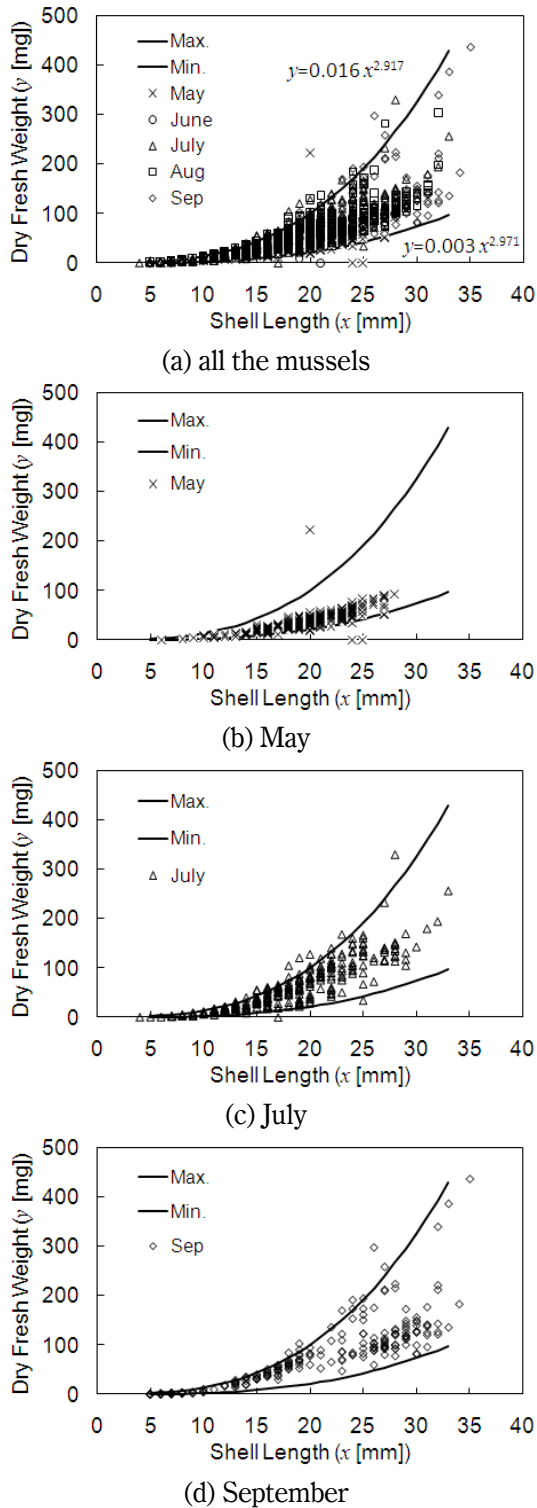 500
Max.
400
Min.
y=0.016 x^2.917
May
300
June
July
200
Aug
Sep
100
0
y=0.003 x^2.971
0 5 10 15 20 25 30 35 40
Dry Fresh Weight (y [mg])
Shell Length (x [mm])
(a) all the mussels
500
Max.
400
Min.
300
May
200
100
0
0 5 10 15 20 25 30 35 40
Dry Fresh Weight (y [mg])
Shell Length (x [mm])
(b) May
500
Max.
400
Min.
300
July
200
100
0
0 5 10 15 20 25 30 35 40
Dry Fresh Weight (y [mg])
Shell Length (x [mm])
(c) July
500
Max.
400
Min.
300
Sep
200
100
0
0 5 10 15 20 25 30 35 40
Dry Fresh Weight (y [mg])
Shell Length (x [mm])
(d) September